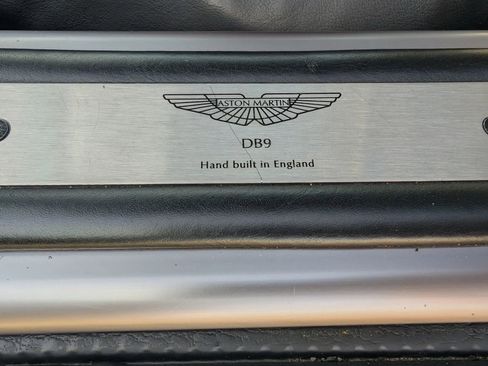 ASTON MARTIN
DB9
Hand built in England